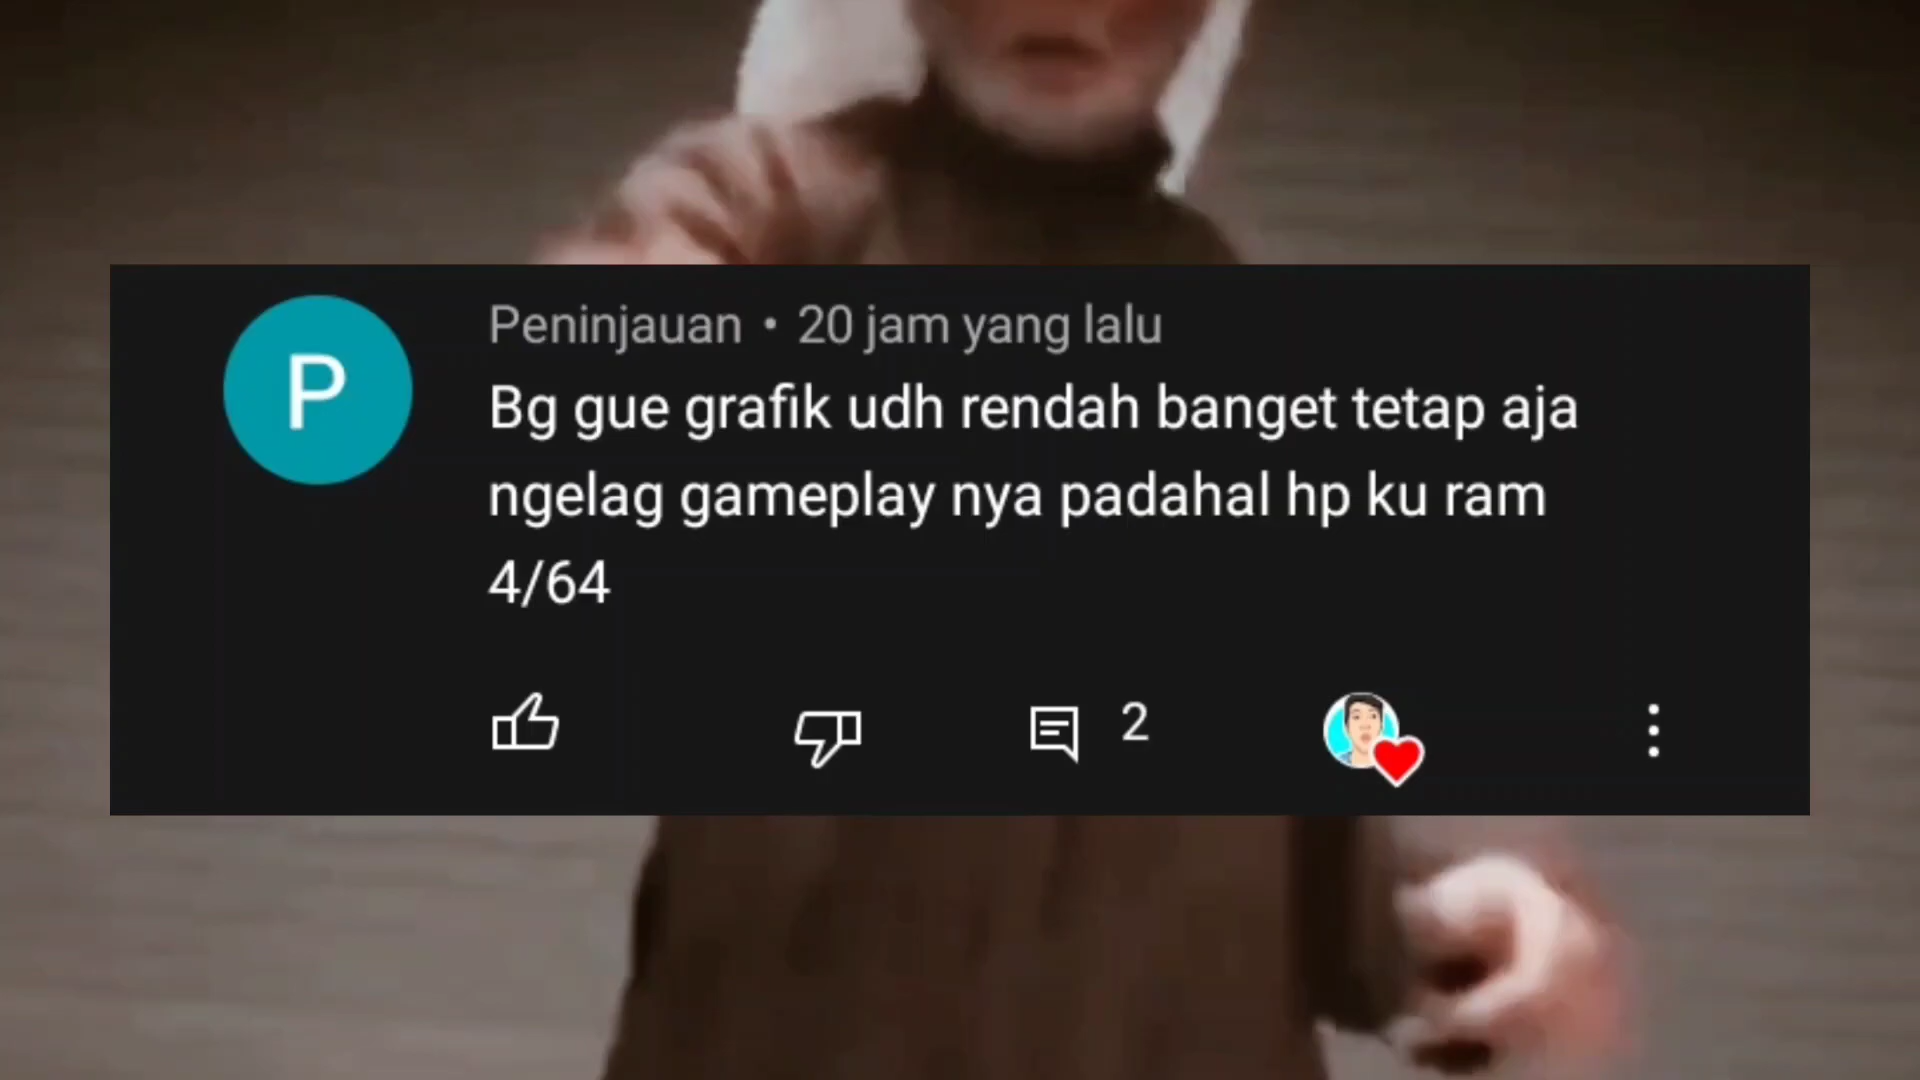 P
Peninjauan • 20 jam yang lalu
Bg gue grafik udh rendah banget tetap aja
ngelag gameplay nya padahal hp ku ram
4/64
2